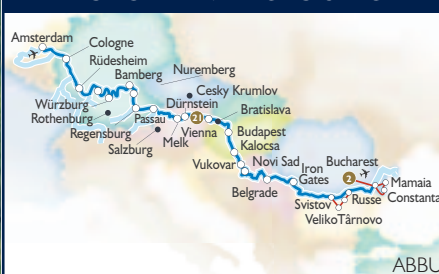 Amsterdam
Cologne
Rüdesheim
Bamberg
Nuremberg
Cesky Krumlov
Würzburg
Rothenburg
Dürnstein
Bratislava
Passau
21
Regensburg
Vienna
Melk
Salzburg
Budapest
Kalocsa
Vukovar
Novi Sad
Iron
Gates
Bucharest
2
Mamaia
Belgrade
Russe
Constanta
Svistov
VelikoTârnovo
ABBU